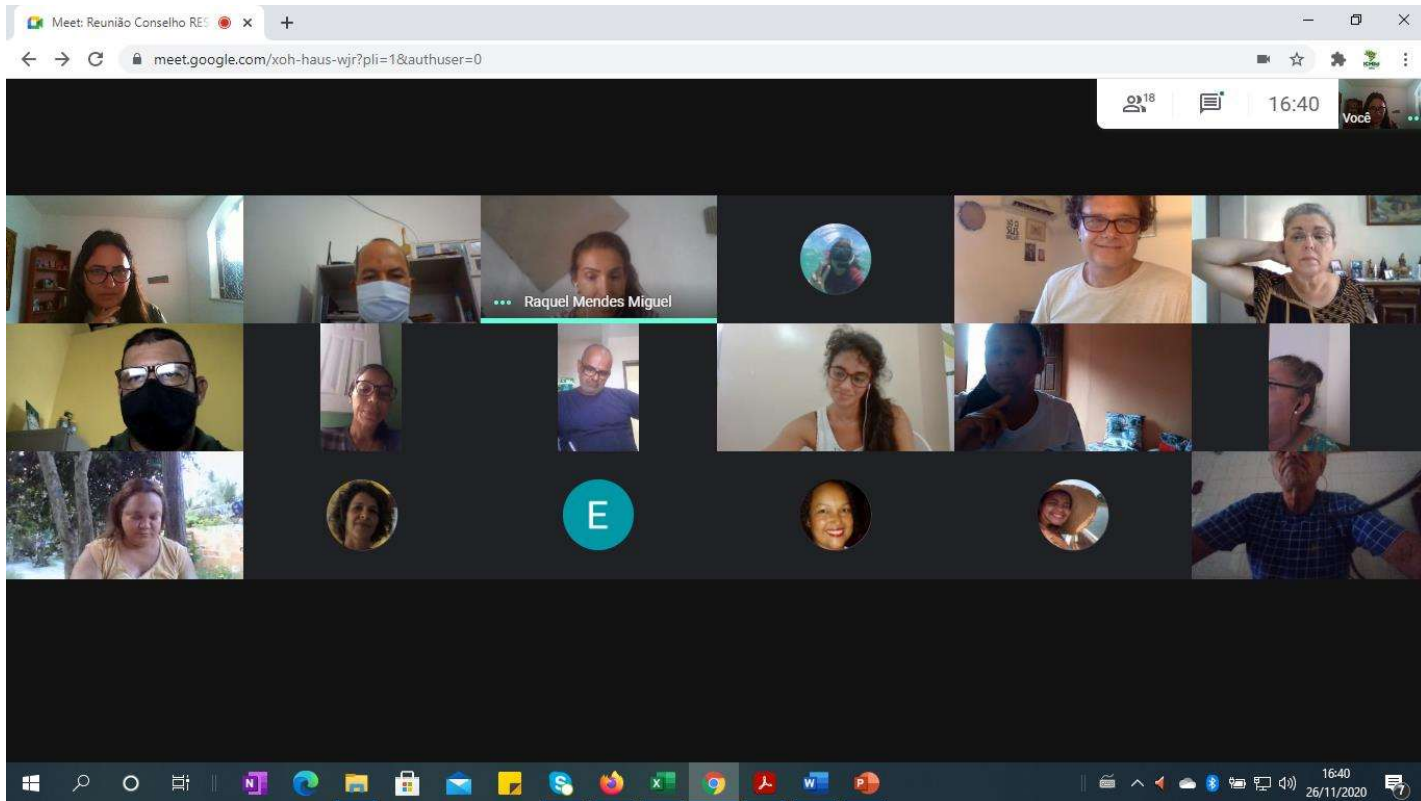 Meet: Reunião Conselho RES
meet.google.com/xoh-haus-wjr?pli=1&authuser=0
18
16:40
Você
Raquel Mendes Miguel
E
16:40
26/11/2020
7